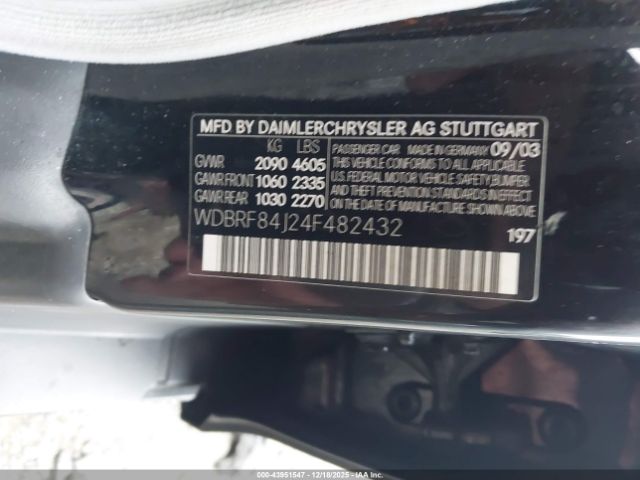 MFD BY DAIMLERCHRYSLER AG STUTTGART
KG LBS PASSENGER CAR MADE IN GERMANY 09/03
GVWR 2090 4605
GAWR.FRONT 1060 2335
GAWR.REAR 1030 2270
THIS VEHICLE CONFORMS TO ALL APPLICABLE
U.S. FEDERAL MOTOR VEHICLE SAFETY,BUMPER
AND THEFT PREVENTION STANDARDS IN EFFECT
ON THE DATE OF MANUFACTURE SHOWN ABOVE
WDBRF84J24F482432
197
000-43951547 - 12/18/2025 - IAA Inc.